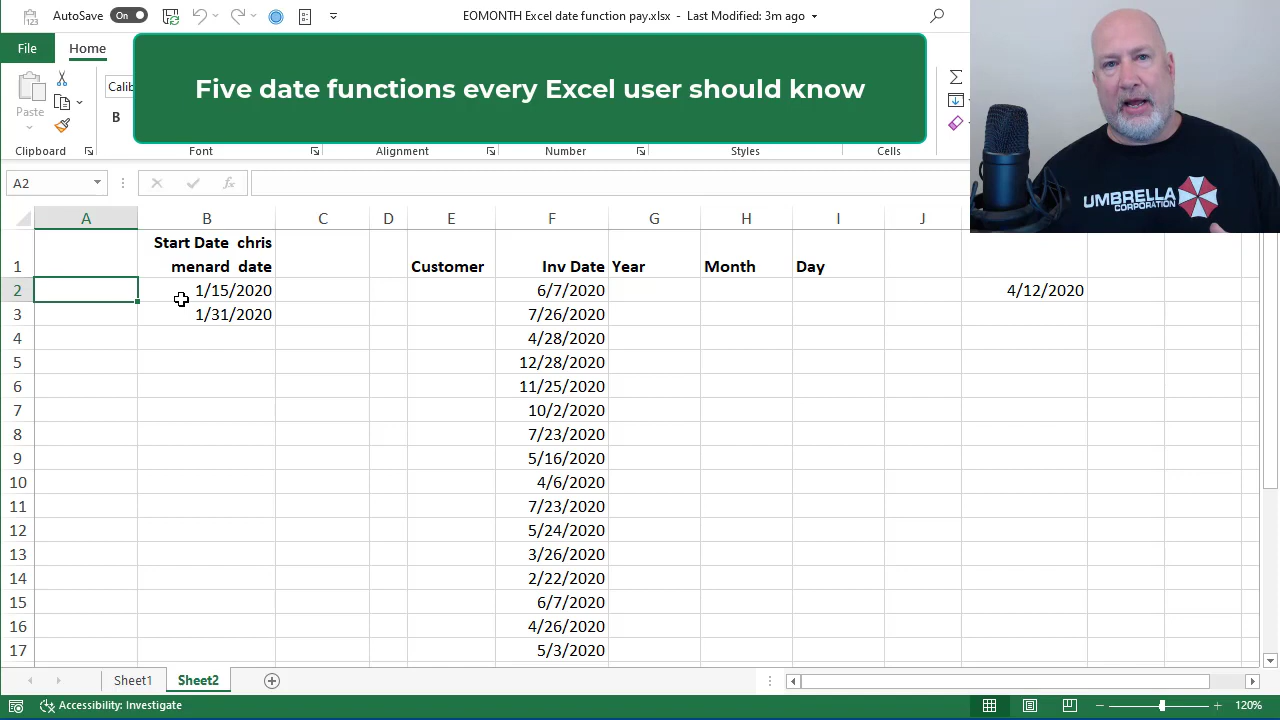 AutoSave On
EOMONTH Excel date function pay.xlsx - Last Modified: 3m ago
File Home
Five date functions every Excel user should know
Paste
Calib
B
Clipboard Font Alignment Number Styles Cells
UMBRELLA
CORPORATION
A2 fx
A B C D E F G H I J
Start Date chris
1 menard date Customer Inv Date Year Month Day
2 1/15/2020 6/7/2020 4/12/2020
3 1/31/2020 7/26/2020
4 4/28/2020
5 12/28/2020
6 11/25/2020
7 10/2/2020
8 7/23/2020
9 5/16/2020
10 4/6/2020
11 7/23/2020
12 5/24/2020
13 3/26/2020
14 2/22/2020
15 6/7/2020
16 4/26/2020
17 5/3/2020
Sheet1 Sheet2
Accessibility: Investigate 120%